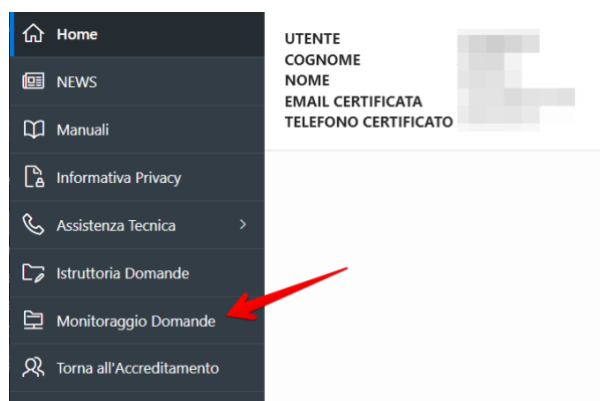 Home
NEWS
Manuali
Informativa Privacy
Assistenza Tecnica
Istruttoria Domande
Monitoraggio Domande
Torna all'Accreditamento
UTENTE
COGNOME
NOME
EMAIL CERTIFICATA
TELEFONO CERTIFICATO